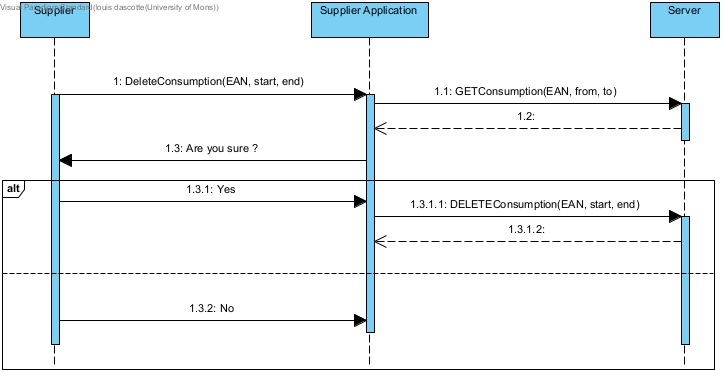 Visual Paradigm Standard(louis dascotte(University of Mons))
Supplier
Supplier Application
Server
1: DeleteConsumption(EAN, start, end)
1.1: GETConsumption(EAN, from, to)
1.2:
1.3: Are you sure ?
alt
1.3.1: Yes
1.3.1.1: DELETEConsumption(EAN, start, end)
1.3.1.2:
1.3.2: No